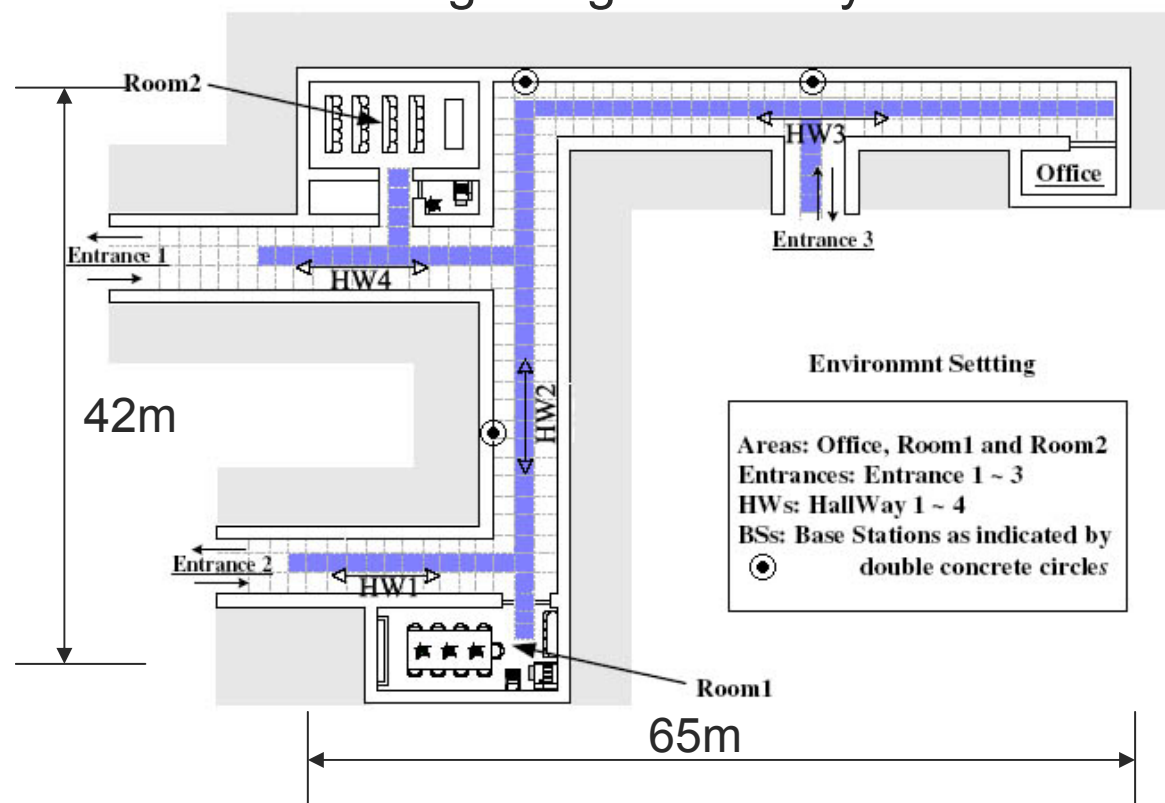 Room2
HW3
Office
Entrance 1
Entrance 3
HW4
Environmnt Settting
42m
HW2
Areas: Office, Room1 and Room2
Entrances: Entrance 1 ~ 3
HWs: HallWay 1 ~ 4
BSs: Base Stations as indicated by
double concrete circles
Entrance 2
HW1
Room1
65m